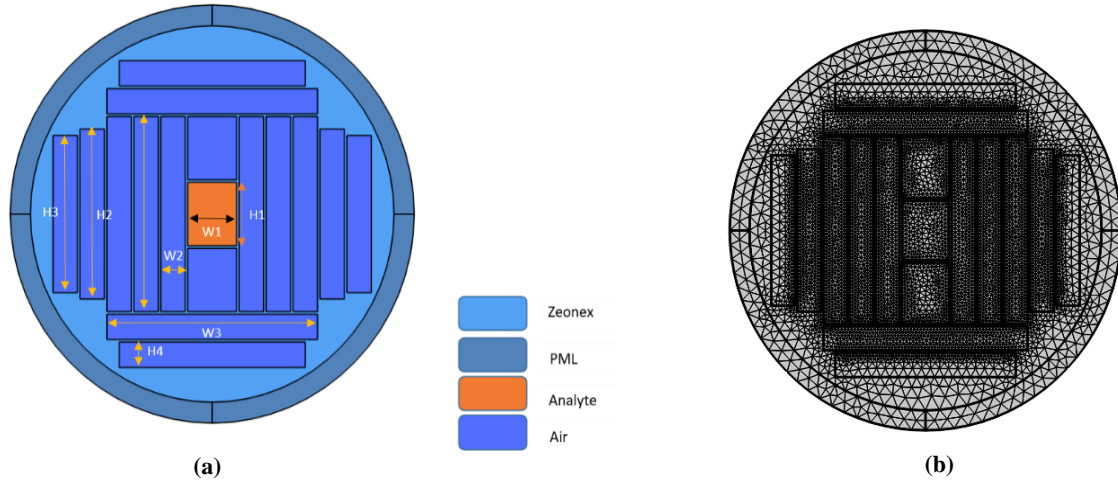 H3
H2
H1
W1
W2
W3
H4
Zeonex
PML
Analyte
Air
(a)
(b)